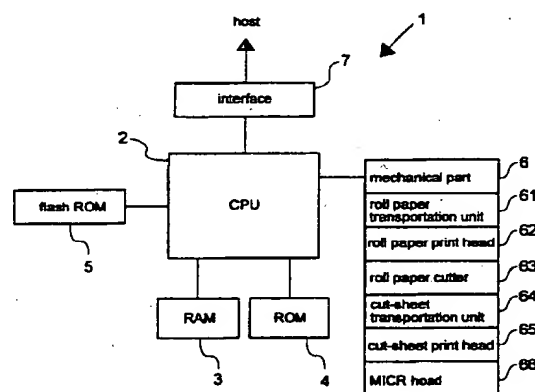 host
1
7
interface
2
CPU
flash ROM
5
RAM
3
ROM
4
mechanical part
6
roll paper
transportation unit
61
roll paper print head
62
roll paper cutter
63
cut-sheet
transportation unit
64
cut-sheet print head
65
MICR head
66